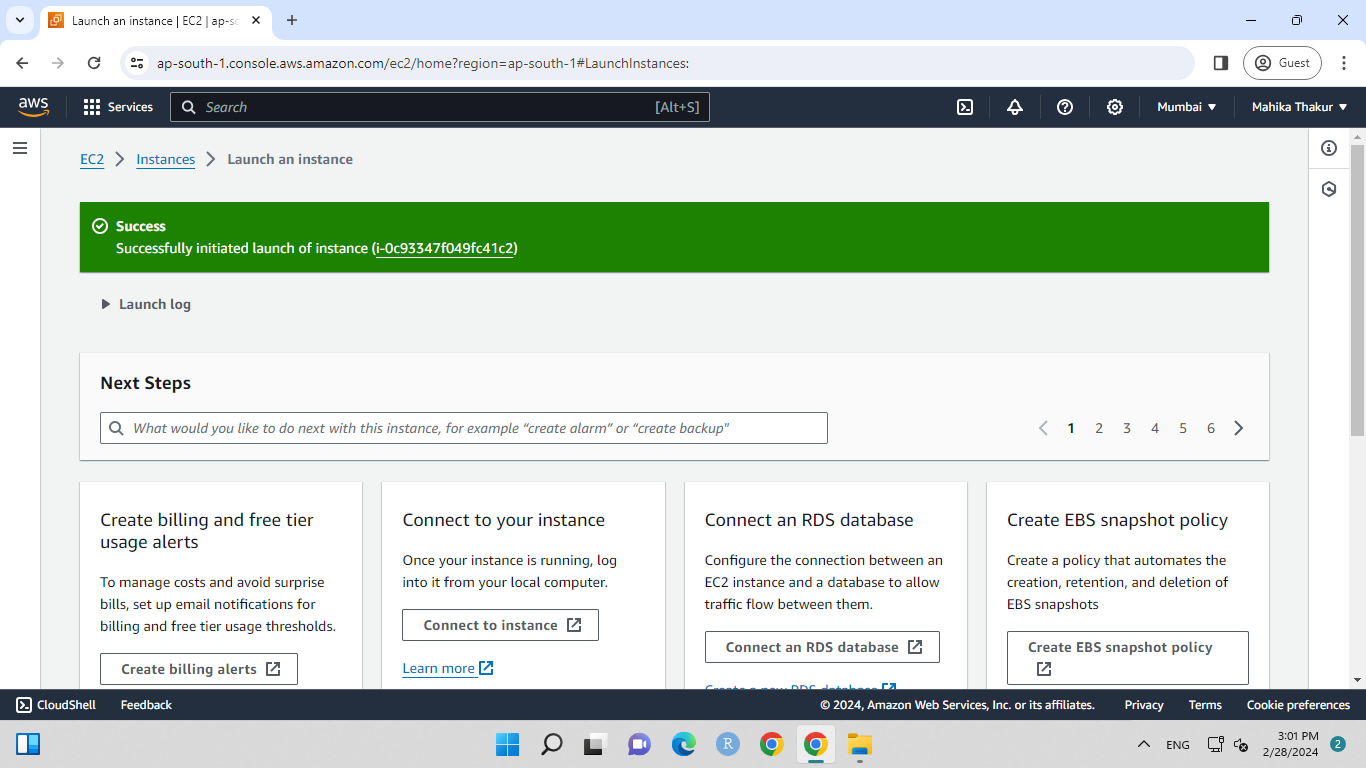 Launch an instance | EC2 | ap-so
ap-south-1.console.aws.amazon.com/ec2/home?region=ap-south-1#LaunchInstances:
Guest
aws
Services
Search
[Alt+S]
Mumbai
Mahika Thakur
EC2
Instances
Launch an instance
Success
Successfully initiated launch of instance (i-0c93347f049fc41c2)
Launch log
Next Steps
What would you like to do next with this instance, for example “create alarm” or “create backup”
1 2 3 4 5 6
Create billing and free tier
usage alerts
To manage costs and avoid surprise
bills, set up email notifications for
billing and free tier usage thresholds.
Create billing alerts
Connect to your instance
Once your instance is running, log
into it from your local computer.
Connect to instance
Learn more
Connect an RDS database
Configure the connection between an
EC2 instance and a database to allow
traffic flow between them.
Connect an RDS database
Create a new RDS database
Create EBS snapshot policy
Create a policy that automates the
creation, retention, and deletion of
EBS snapshots
Create EBS snapshot policy
CloudShell
Feedback
© 2024, Amazon Web Services, Inc. or its affiliates.
Privacy
Terms
Cookie preferences
R
ENG
3:01 PM
2/28/2024
2